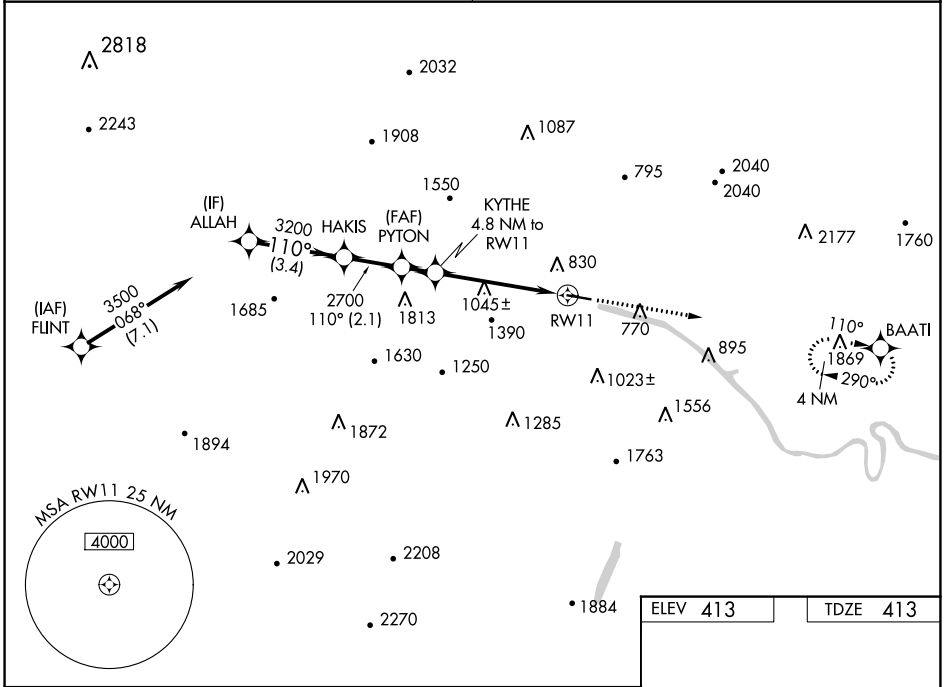 2818
2032
2243
1908
1087
795
2040
2040
1550
(IF)
ALLAH
3200
110°
(3.4)
HAKIS
(FAF)
PYTON
KYTHE
4.8 NM to
RW11
2177
1760
830
(IAF)
FLINT
3500
068°
(7.1)
1685
2700
110° (2.1)
1813
1045±
1390
RW11
770
110°
BAATI
1869
290°
4 NM
895
1630
1250
1023±
1556
1872
1285
1894
1763
1970
MSA RW11 25 NM
4000
2029
2208
1884
2270
ELEV 413
TDZE 413